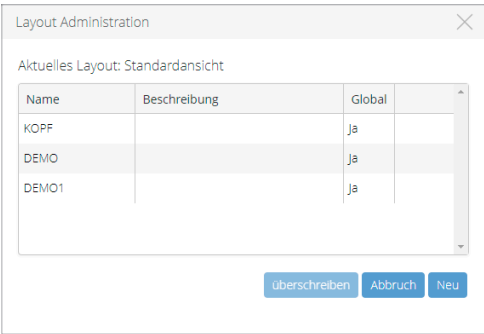 Layout Administration
Aktuelles Layout: Standardansicht
Name Beschreibung Global
KOPF Ja
DEMO Ja
DEMO1 Ja
überschreiben Abbruch Neu